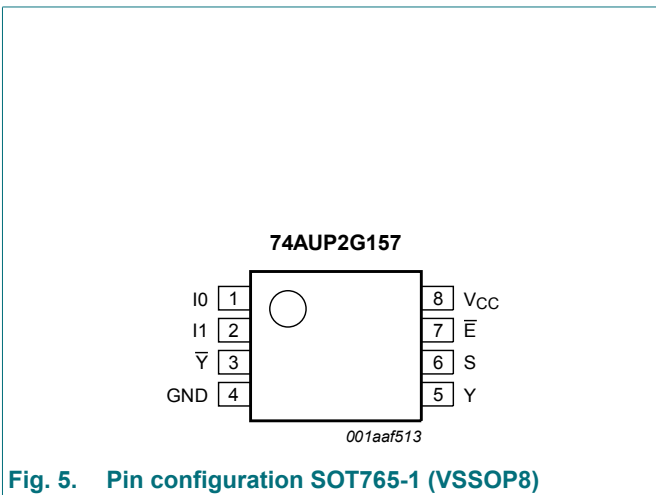 74AUP2G157
I0 1 8 VCC
I1 2 7 E̅
Y̅ 3 6 S
GND 4 5 Y
001aaf513
Fig. 5. Pin configuration SOT765-1 (VSSOP8)